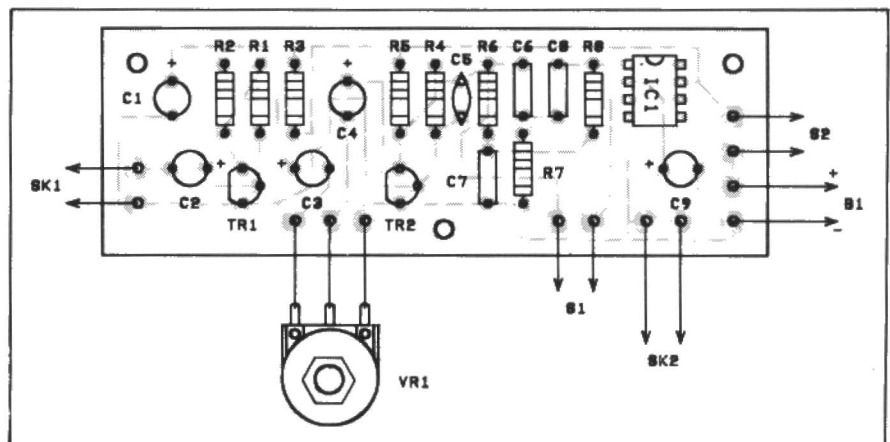 R2 R1 R3 R5 R4 C5 R6 C6 C8 R8
+ +
C1 C4 IC1
S2
SK1 + + + +
C2 TR1 C3 TR2 C7 R7 C9 B1
-
S1
SK2
VR1